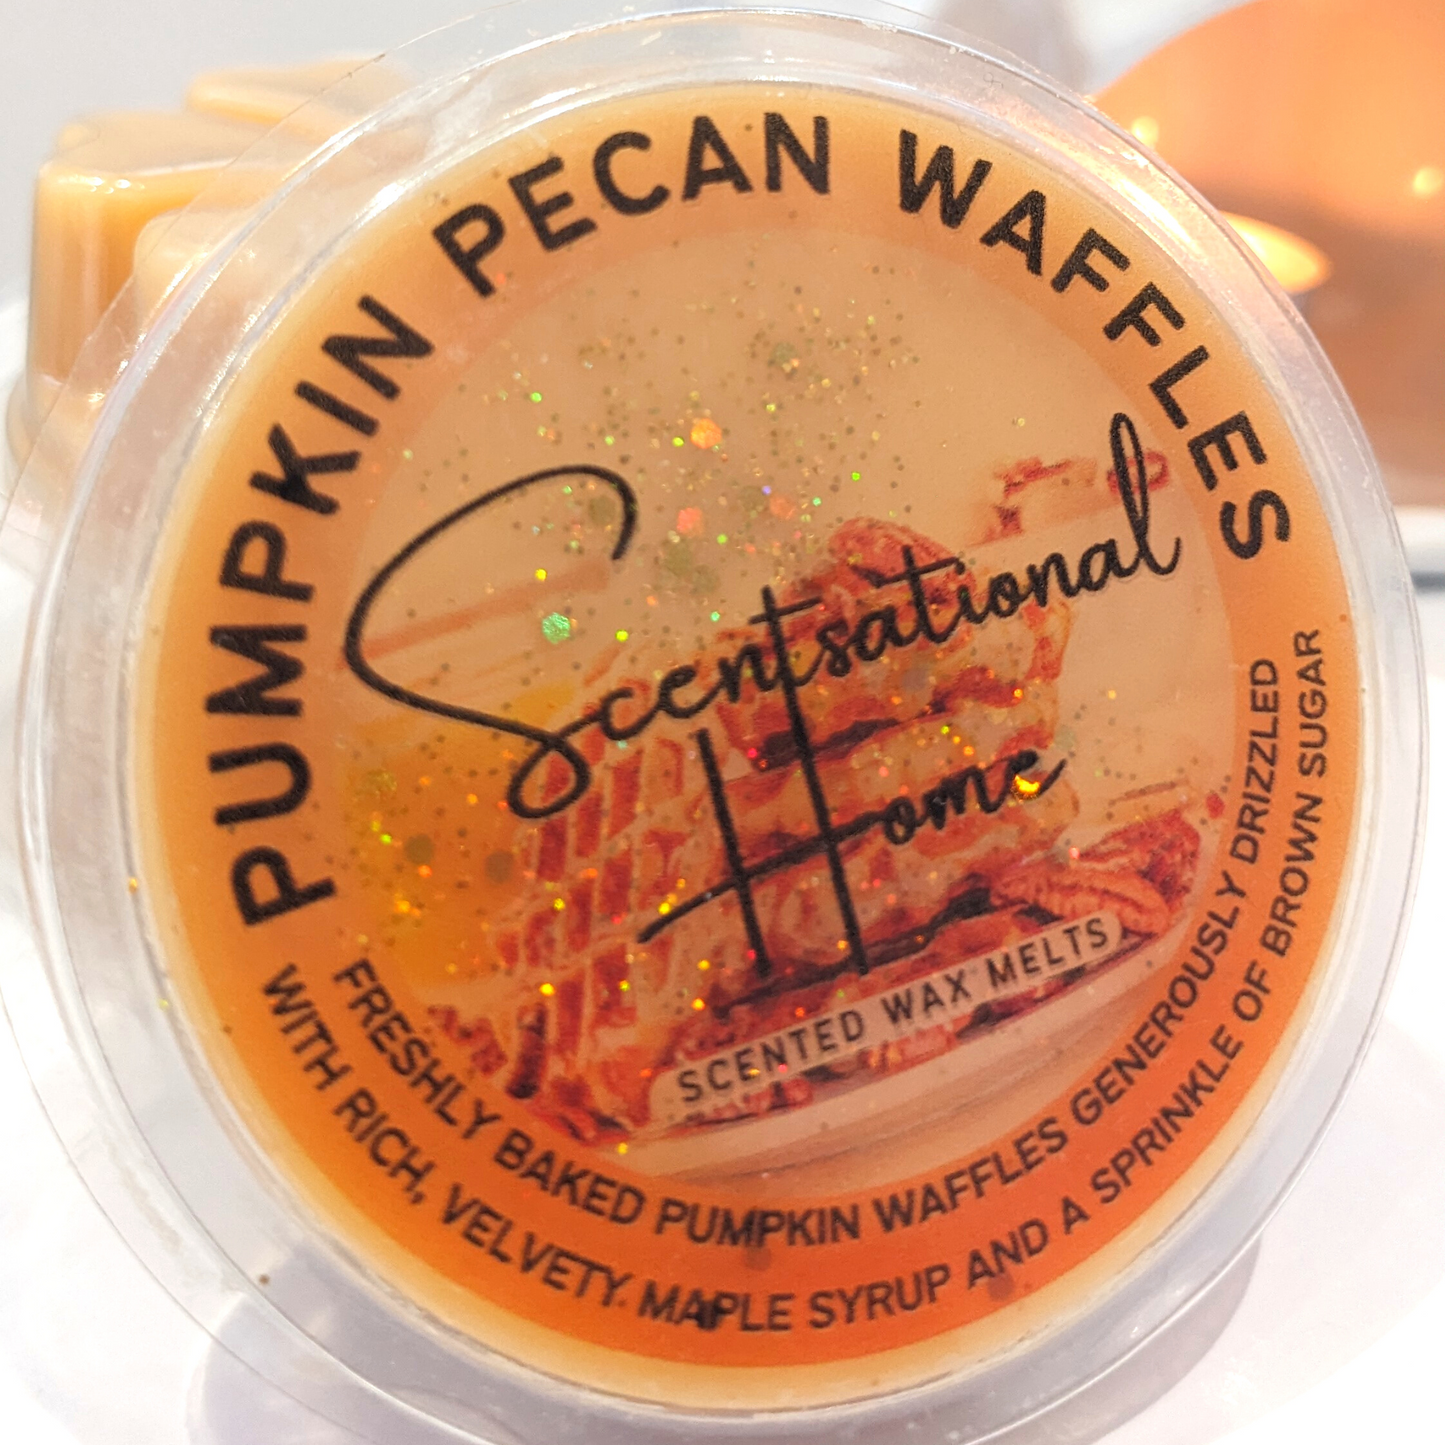 PUMPKIN PECAN WAFFLES
Scentsational
Home
SCENTED WAX MELTS
FRESHLY BAKED PUMPKIN WAFFLES GENEROUSLY DRIZZLED
WITH RICH, VELVETY MAPLE SYRUP AND A SPRINKLE OF BROWN SUGAR